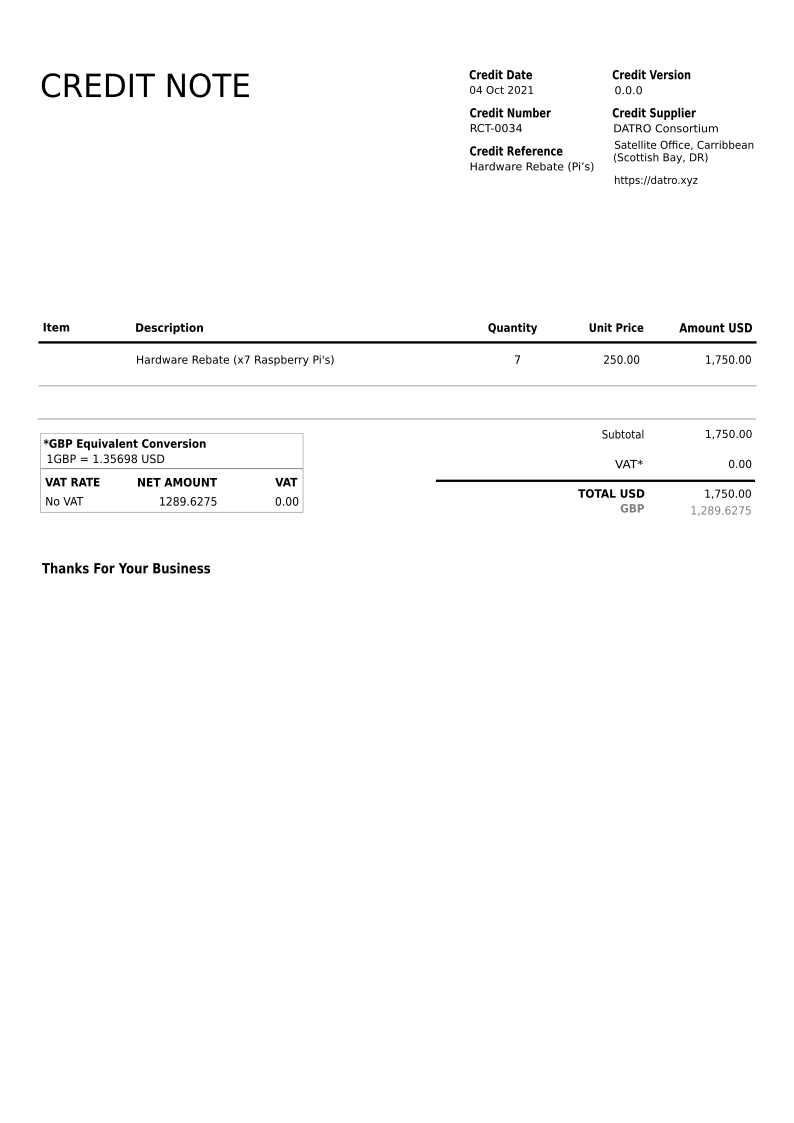 CREDIT NOTE
Credit Date
04 Oct 2021
Credit Number
RCT-0034
Credit Reference
Hardware Rebate (Pi’s)
Credit Version
0.0.0
Credit Supplier
DATRO Consortium
Satellite Office, Carribbean
(Scottish Bay, DR)
https://datro.xyz
Item Description Quantity Unit Price Amount USD
Hardware Rebate (x7 Raspberry Pi's) 7 250.00 1,750.00
*GBP Equivalent Conversion
1GBP = 1.35698 USD
VAT RATE NET AMOUNT VAT
No VAT 1289.6275 0.00
Subtotal 1,750.00
VAT* 0.00
TOTAL USD 1,750.00
GBP 1,289.6275
Thanks For Your Business